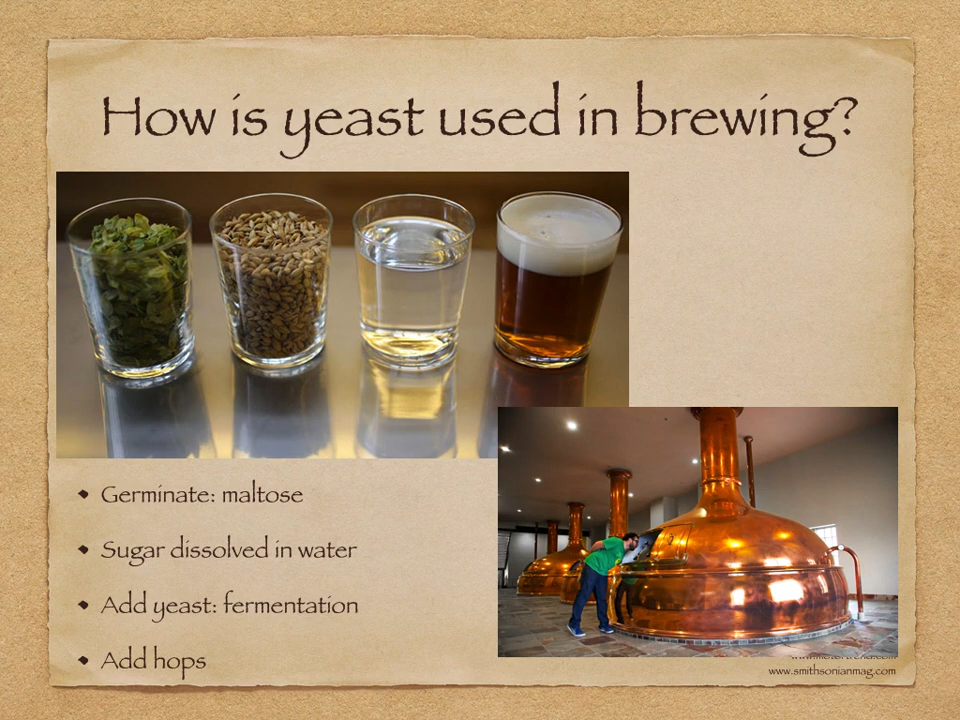 How is yeast used in brewing?
Germinate: maltose
Sugar dissolved in water
Add yeast: fermentation
Add hops
www.smithsonianmag.com